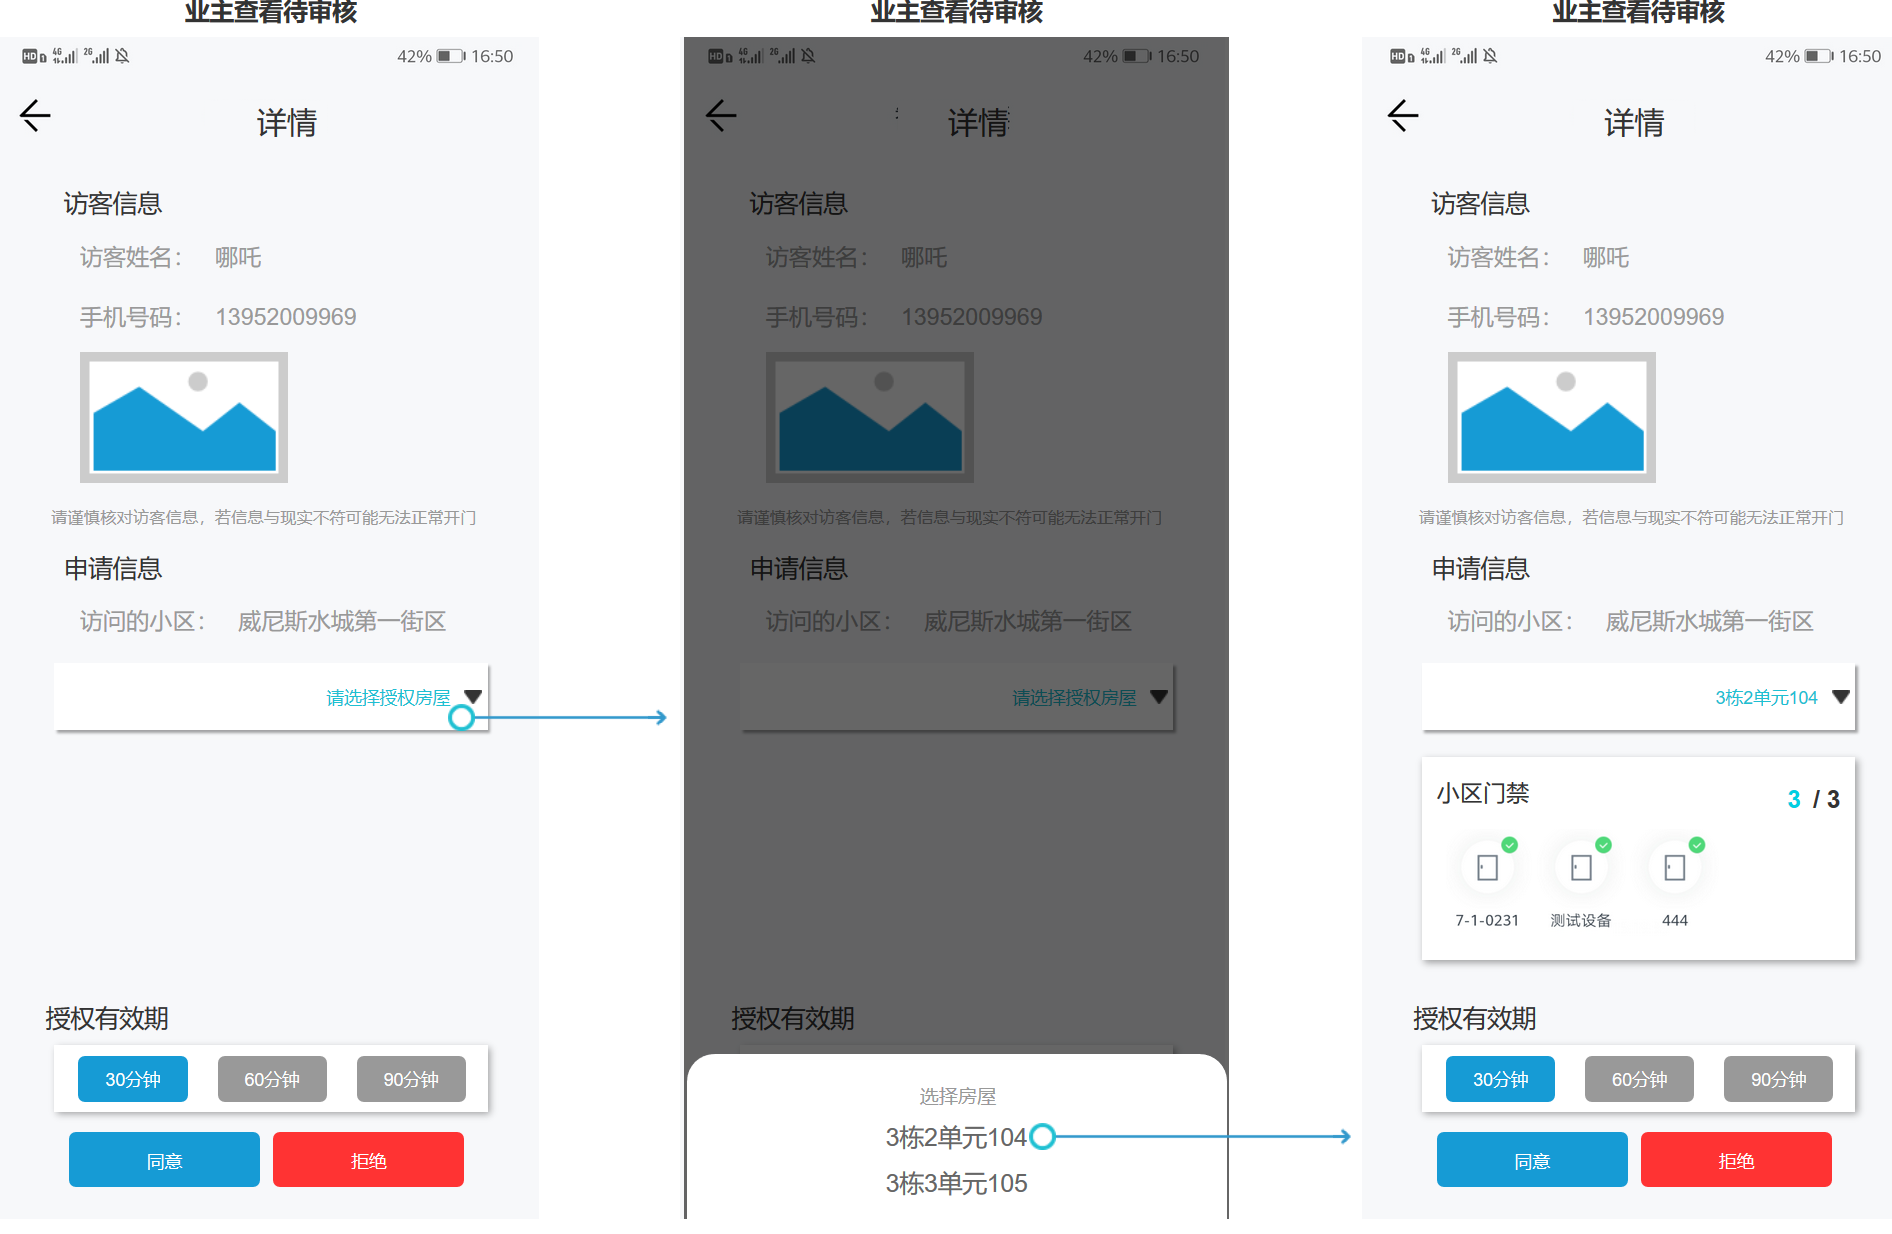 业主查看待审核
HD 4G 2G 42% 16:50
详情
访客信息
访客姓名： 哪吒
手机号码： 13952009969
请谨慎核对访客信息，若信息与现实不符可能无法正常开门
申请信息
访问的小区： 威尼斯水城第一街区
请选择授权房屋
授权有效期
30分钟 60分钟 90分钟
同意 拒绝
业主查看待审核
HD 4G 2G 42% 16:50
详情
访客信息
访客姓名： 哪吒
手机号码： 13952009969
请谨慎核对访客信息，若信息与现实不符可能无法正常开门
申请信息
访问的小区： 威尼斯水城第一街区
请选择授权房屋
授权有效期
选择房屋
3栋2单元104
3栋3单元105
业主查看待审核
HD 4G 2G 42% 16:50
详情
访客信息
访客姓名： 哪吒
手机号码： 13952009969
请谨慎核对访客信息，若信息与现实不符可能无法正常开门
申请信息
访问的小区： 威尼斯水城第一街区
3栋2单元104
小区门禁 3 / 3
7-1-0231 测试设备 444
授权有效期
30分钟 60分钟 90分钟
同意 拒绝